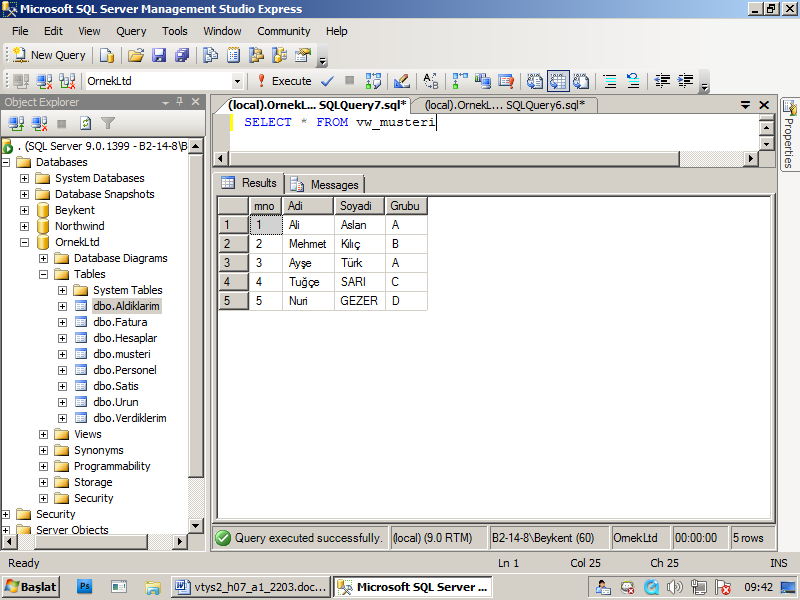 Microsoft SQL Server Management Studio Express
File Edit View Query Tools Window Community Help
New Query
OrnekLtd Execute
Object Explorer
(local).OrnekL... SQLQuery7.sql* (local).OrnekL... SQLQuery6.sql*
SELECT * FROM vw_musteri
Properties
. (SQL Server 9.0.1399 - B2-14-8\B
Databases
System Databases
Database Snapshots
Beykent
Northwind
OrnekLtd
Database Diagrams
Tables
System Tables
dbo.Aldiklarim
dbo.Fatura
dbo.Hesaplar
dbo.musteri
dbo.Personel
dbo.Satis
dbo.Urun
dbo.Verdiklerim
Views
Synonyms
Programmability
Storage
Security
Security
Server Objects
Results Messages
mno Adi Soyadi Grubu
1 1 Ali Aslan A
2 2 Mehmet Kılıç B
3 3 Ayşe Türk A
4 4 Tuğçe SARI C
5 5 Nuri GEZER D
Query executed successfully. (local) (9.0 RTM) B2-14-8\Beykent (60) OrnekLtd 00:00:00 5 rows
Ready Ln 1 Col 25 Ch 25 INS
Başlat Ps vtys2_h07_a1_2203.doc... Microsoft SQL Server ... 09:42